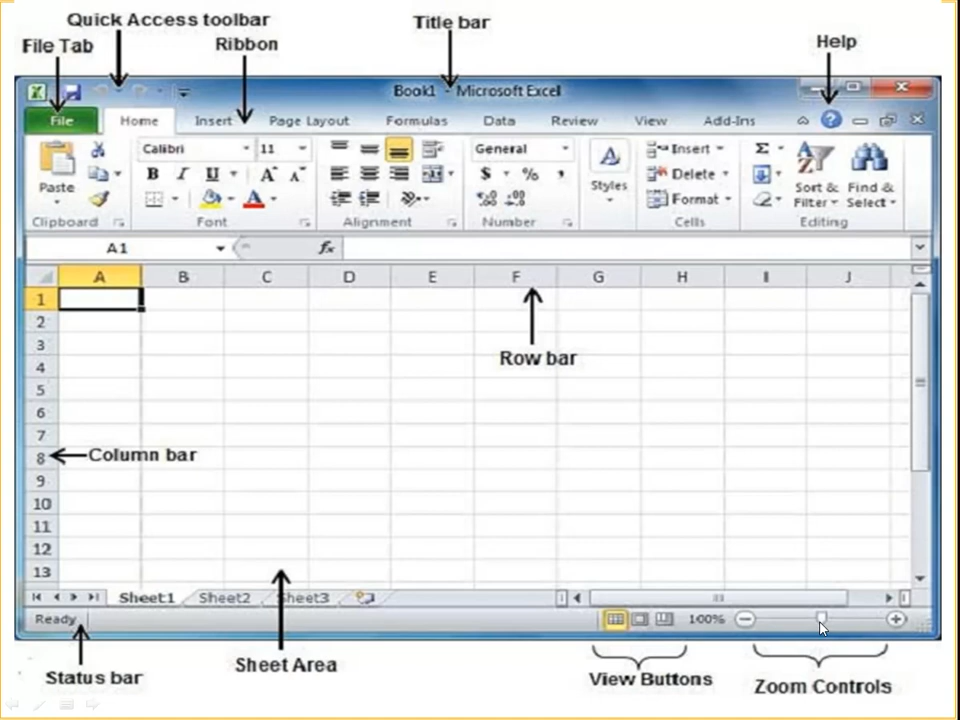 Quick Access toolbar
Title bar
File Tab
Ribbon
Help
Book1 - Microsoft Excel
File Home Insert Page Layout Formulas Data Review View Add-Ins
Calibri 11 General Insert
B I U A A $ % , Delete
Paste Styles Sort & Find &
A Format Filter Select
Clipboard Font Alignment Number Cells Editing
A1 fx
A B C D E F G H I J
1
2
3
Row bar
4
5
6
7
8 Column bar
9
10
11
12
13
Sheet1 Sheet2 Sheet3
Ready 100%
Status bar
Sheet Area
View Buttons
Zoom Controls